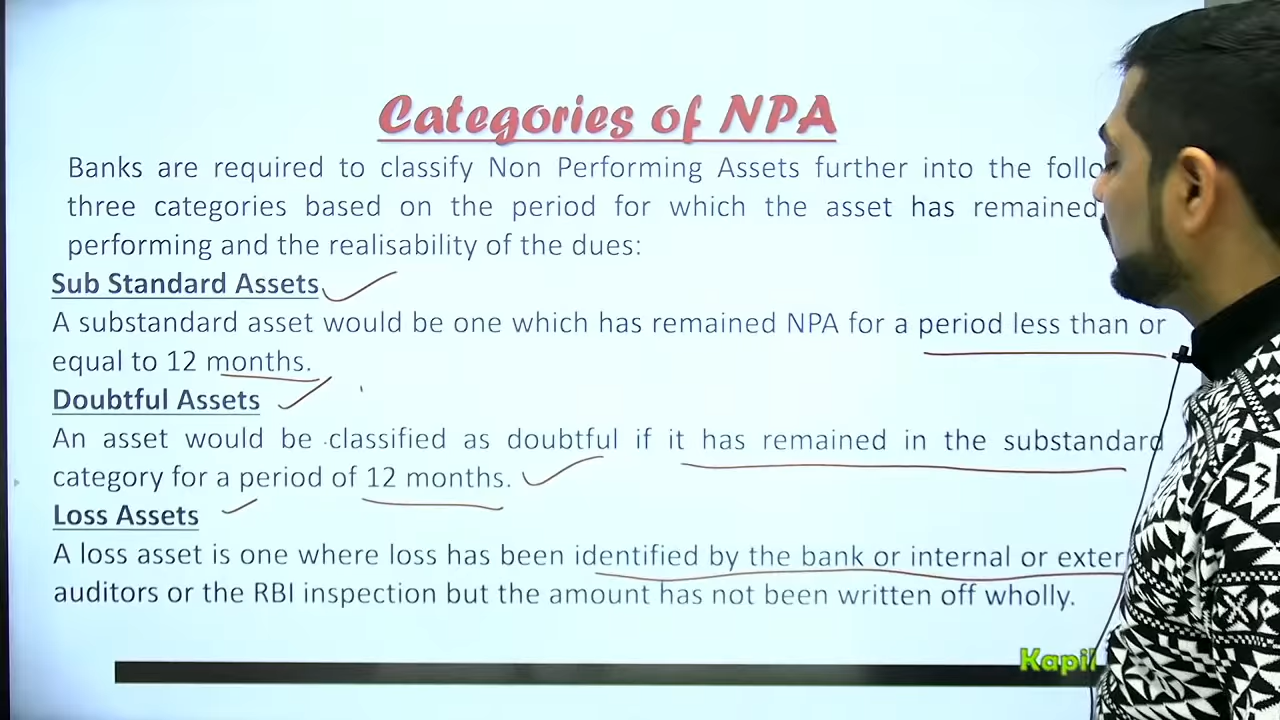 Categories of NPA
Banks are required to classify Non Performing Assets further into the
three categories based on the period for which the asset has remained
performing and the realisability of the dues:
Sub Standard Assets
A substandard asset would be one which has remained NPA for a period less than or
equal to 12 months.
Doubtful Assets
An asset would be classified as doubtful if it has remained in the substandard
category for a period of 12 months.
Loss Assets
A loss asset is one where loss has been identified by the bank or internal or
auditors or the RBI inspection but the amount has not been written off wholly.
Kapil